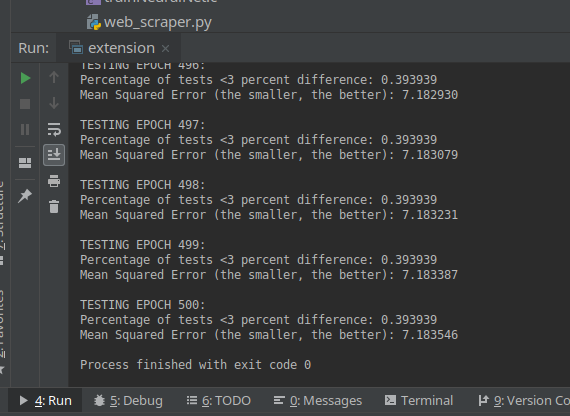 web_scraper.py
Run:
extension
TESTING EPOCH 496:
Percentage of tests <3 percent difference: 0.393939
Mean Squared Error (the smaller, the better): 7.182930
TESTING EPOCH 497:
Percentage of tests <3 percent difference: 0.393939
Mean Squared Error (the smaller, the better): 7.183079
TESTING EPOCH 498:
Percentage of tests <3 percent difference: 0.393939
Mean Squared Error (the smaller, the better): 7.183231
TESTING EPOCH 499:
Percentage of tests <3 percent difference: 0.393939
Mean Squared Error (the smaller, the better): 7.183387
TESTING EPOCH 500:
Percentage of tests <3 percent difference: 0.393939
Mean Squared Error (the smaller, the better): 7.183546
Process finished with exit code 0
4: Run
5: Debug
6: TODO
0: Messages
Terminal
9: Version Co